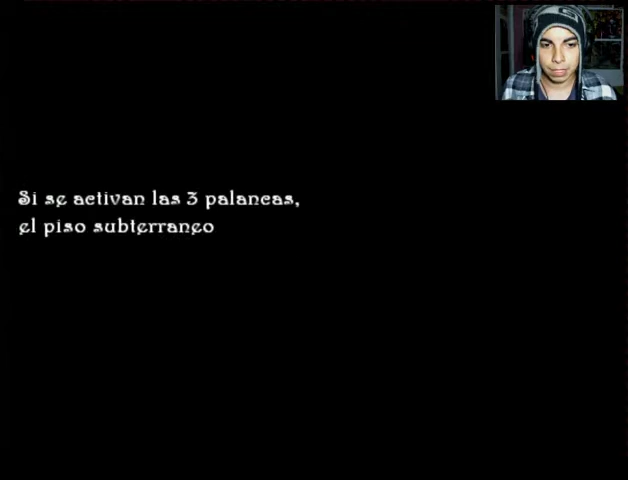 Si se activan las 3 palancas,
el piso subterraneo